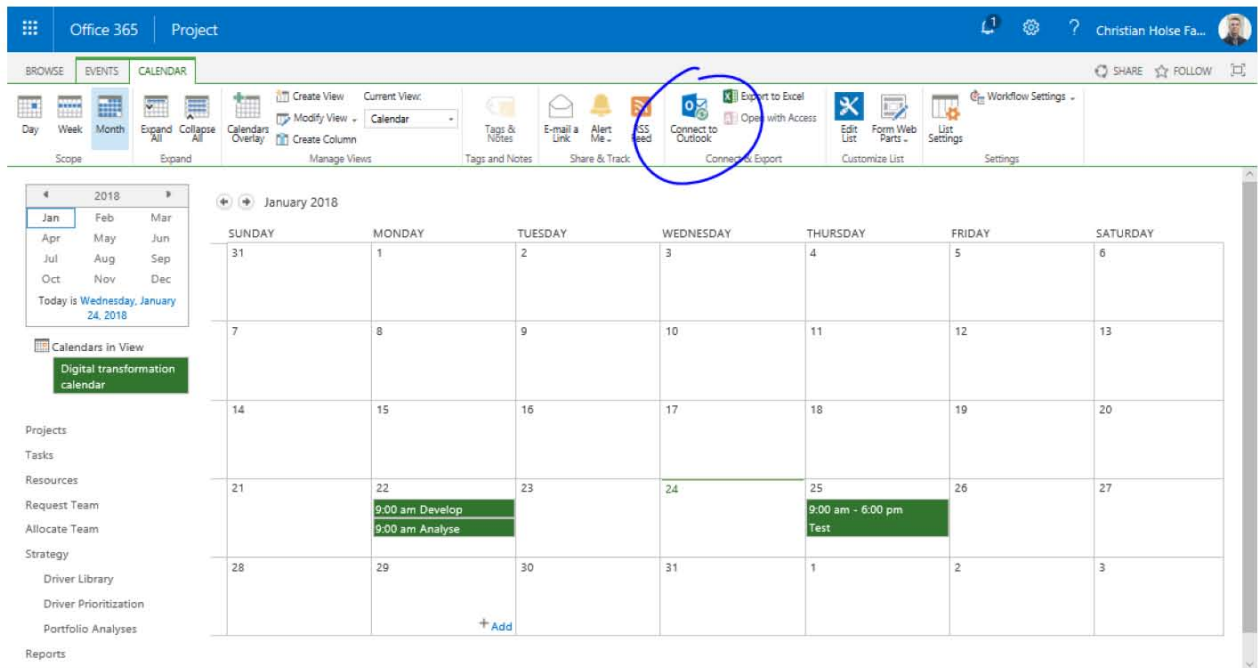 Office 365 Project
1
? Christian Holse Fa...
BROWSE EVENTS CALENDAR
SHARE FOLLOW
Day Week Month
Scope
Expand All Collapse All
Expand
Calendars Overlay
Create View
Modify View
Create Column
Current View:
Calendar
Manage Views
Tags & Notes
Tags and Notes
E-mail a Link Alert Me RSS Feed
Share & Track
Connect to Outlook
Export to Excel
Open with Access
Connect & Export
Edit List Form Web Parts
Customize List
List Settings
Workflow Settings
Settings
2018
Jan Feb Mar
Apr May Jun
Jul Aug Sep
Oct Nov Dec
Today is Wednesday, January
24, 2018
Calendars in View
Digital transformation
calendar
Projects
Tasks
Resources
Request Team
Allocate Team
Strategy
Driver Library
Driver Prioritization
Portfolio Analyses
Reports
January 2018
SUNDAY MONDAY TUESDAY WEDNESDAY THURSDAY FRIDAY SATURDAY
31 1 2 3 4 5 6
7 8 9 10 11 12 13
14 15 16 17 18 19 20
21 22 23 24 25 26 27
9:00 am Develop
9:00 am Analyse
9:00 am - 6:00 pm
Test
28 29 30 31 1 2 3
+ Add